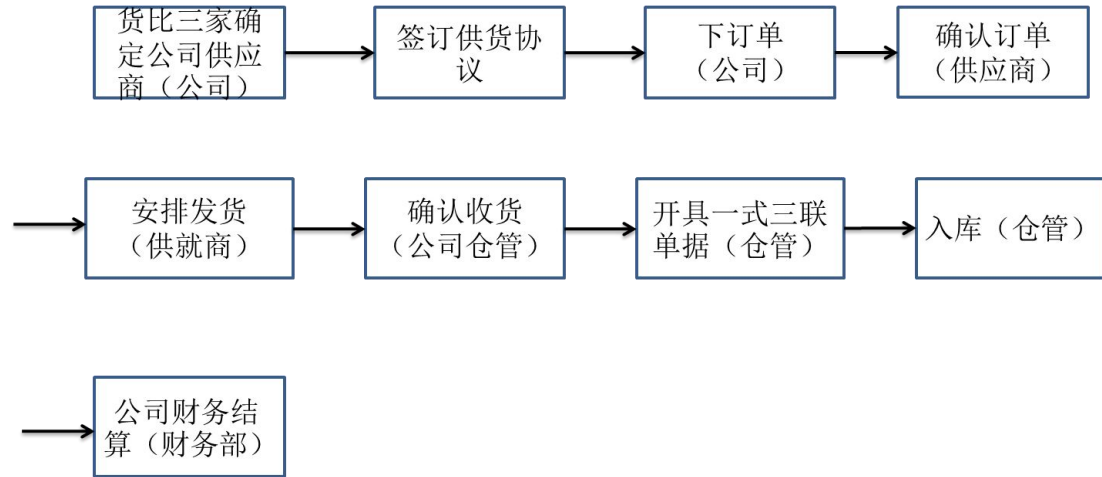 货比三家确
定公司供应
商（公司）
签订供货协
议
下订单
（公司）
确认订单
（供应商）
安排发货
（供就商）
确认收货
（公司仓管）
开具一式三联
单据（仓管）
入库（仓管）
公司财务结
算（财务部）